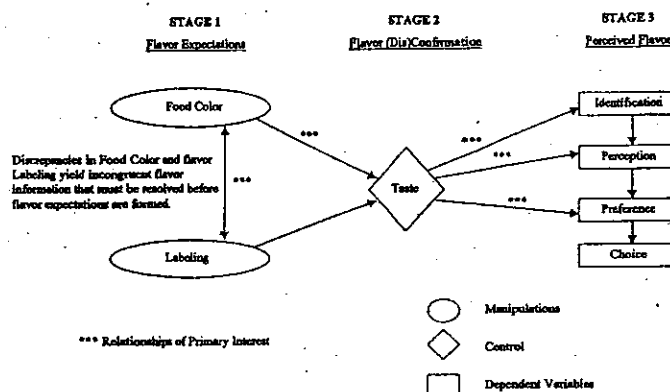 STAGE 1
Flavor Expectations
STAGE 2
Flavor (Dis)Confirmation
STAGE 3
Perceived Flavor
Food Color
***
***
***
***
***
Discrepancies in Food Color and flavor
Labeling yield incongruent flavor
information that must be resolved before
flavor expectations are formed.
Labeling
Taste
Identification
Perception
Preference
Choice
*** Relationships of Primary Interest
Manipulations
Control
Dependent Variables